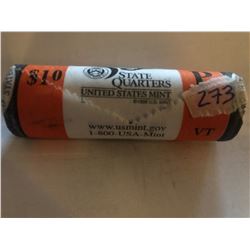 $10
STATE QUARTERS
UNITED STATES MINT
273
www.usmint.gov
1-800-USA-Mint
VT